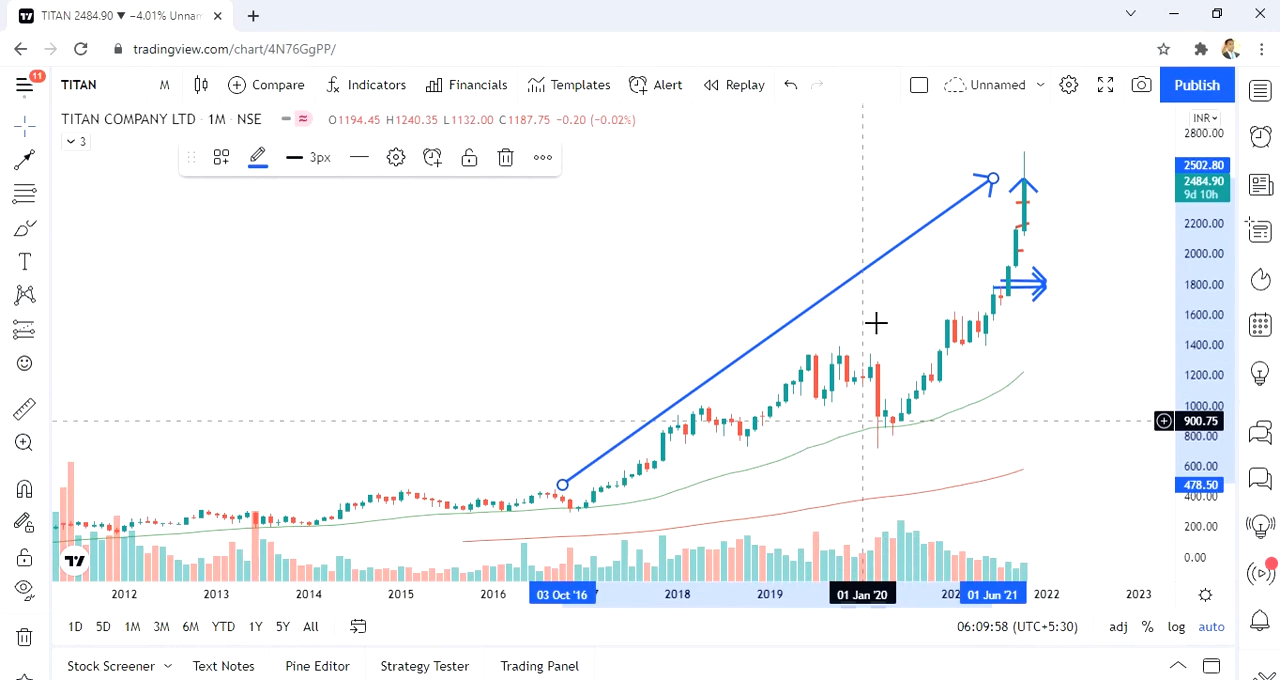 TITAN 2484.90 ▼ −4.01% Unnam
tradingview.com/chart/4N76GgPP/
11
TITAN M Compare Indicators Financials Templates Alert Replay Unnamed Publish
TITAN COMPANY LTD · 1M · NSE O1194.45 H1240.35 L1132.00 C1187.75 −0.20 (−0.02%)
INR
3
2800.00
3px
2502.80
2484.90
9d 10h
2200.00
2000.00
1800.00
1600.00
1400.00
1200.00
1000.00
900.75
800.00
600.00
478.50
400.00
200.00
0.00
2012 2013 2014 2015 2016 03 Oct '16 2018 2019 01 Jan '20 01 Jun '21 2022 2023
1D 5D 1M 3M 6M YTD 1Y 5Y All 06:09:58 (UTC+5:30) adj % log auto
Stock Screener Text Notes Pine Editor Strategy Tester Trading Panel